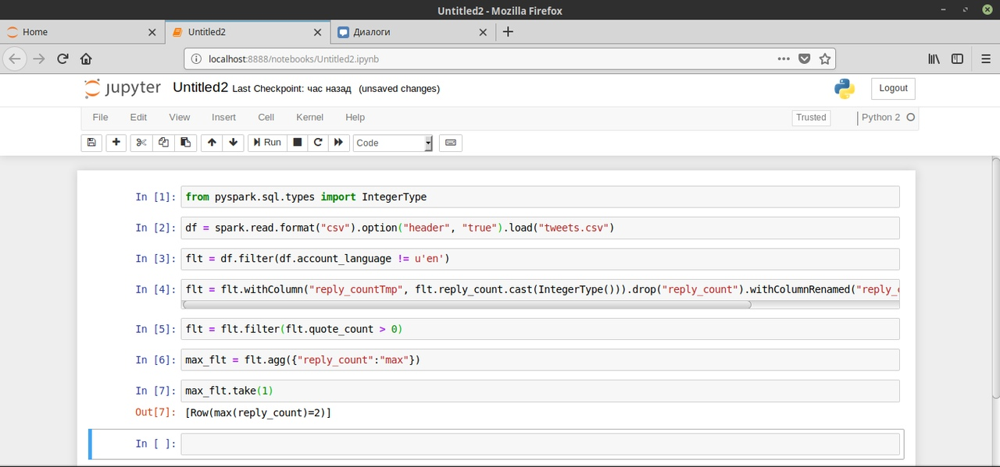 Untitled2 - Mozilla Firefox
Home
Untitled2
Диалоги
localhost:8888/notebooks/Untitled2.ipynb
jupyter Untitled2 Last Checkpoint: час назад (unsaved changes)
Logout
File Edit View Insert Cell Kernel Help
Trusted
Python 2
Run
Code
In [1]: from pyspark.sql.types import IntegerType
In [2]: df = spark.read.format("csv").option("header", "true").load("tweets.csv")
In [3]: flt = df.filter(df.account_language != u'en')
In [4]: flt = flt.withColumn("reply_countTmp", flt.reply_count.cast(IntegerType())).drop("reply_count").withColumnRenamed("reply_
In [5]: flt = flt.filter(flt.quote_count > 0)
In [6]: max_flt = flt.agg({"reply_count":"max"})
In [7]: max_flt.take(1)
Out[7]: [Row(max(reply_count)=2)]
In [ ]: